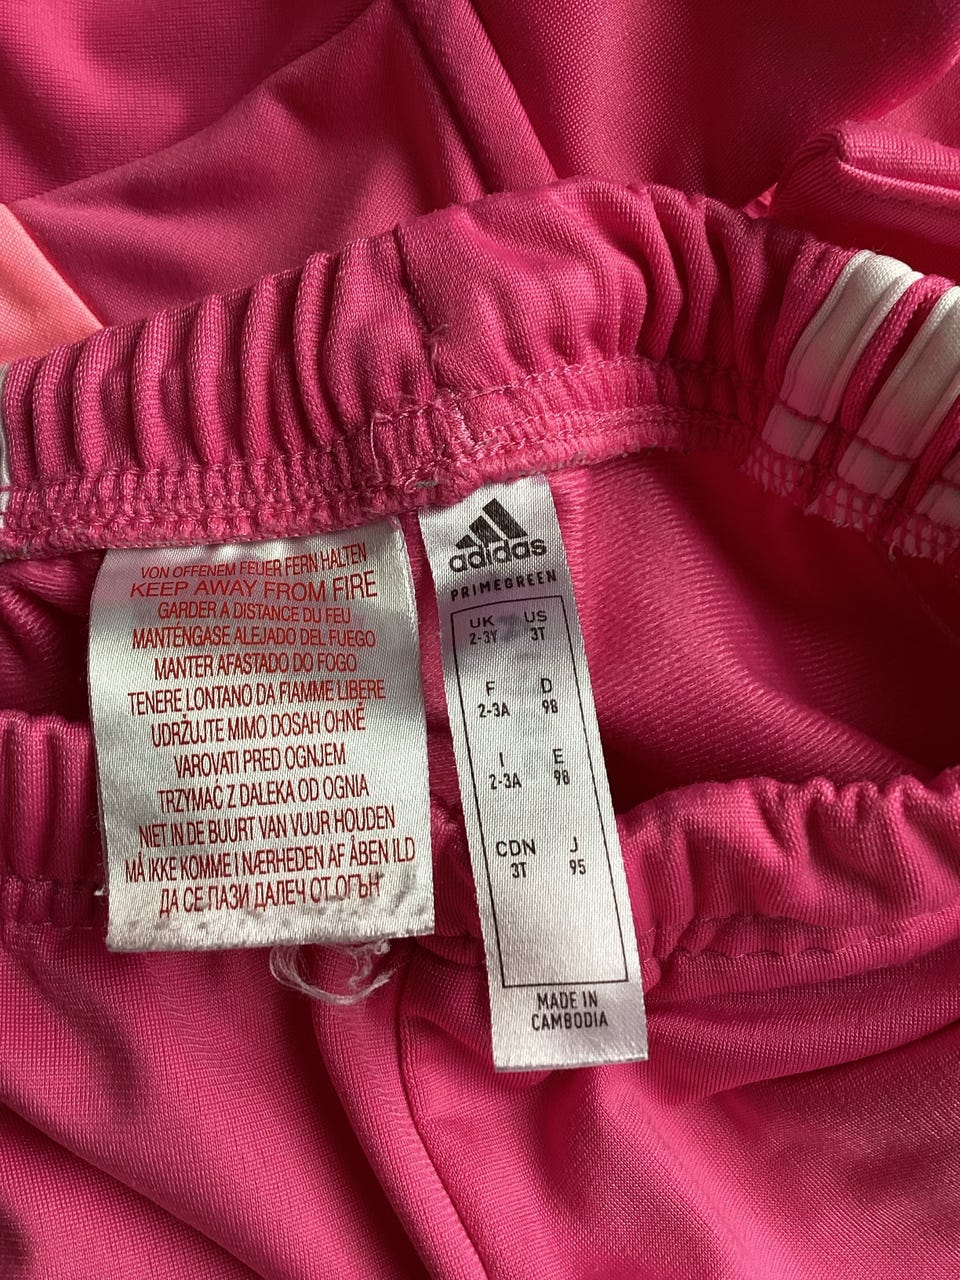 VON OFFENEM FEUER FERN HALTEN
KEEP AWAY FROM FIRE
GARDER A DISTANCE DU FEU
MANTÉNGASE ALEJADO DEL FUEGO
MANTER AFASTADO DO FOGO
TENERE LONTANO DA FIAMME LIBERE
UDRŽUJTE MIMO DOSAH OHNĚ
VAROVATI PRED OGNJEM
TRZYMAĆ Z DALEKA OD OGNIA
NIET IN DE BUURT VAN VUUR HOUDEN
MÅ IKKE KOMME I NÆRHEDEN AF ÅBEN ILD
ДА СЕ ПАЗИ ДАЛЕЧ ОТ ОГЪН
adidas
PRIMEGREEN
UK US
2-3Y 3T
F D
2-3A 98
I E
2-3A 98
CDN J
3T 95
MADE IN
CAMBODIA